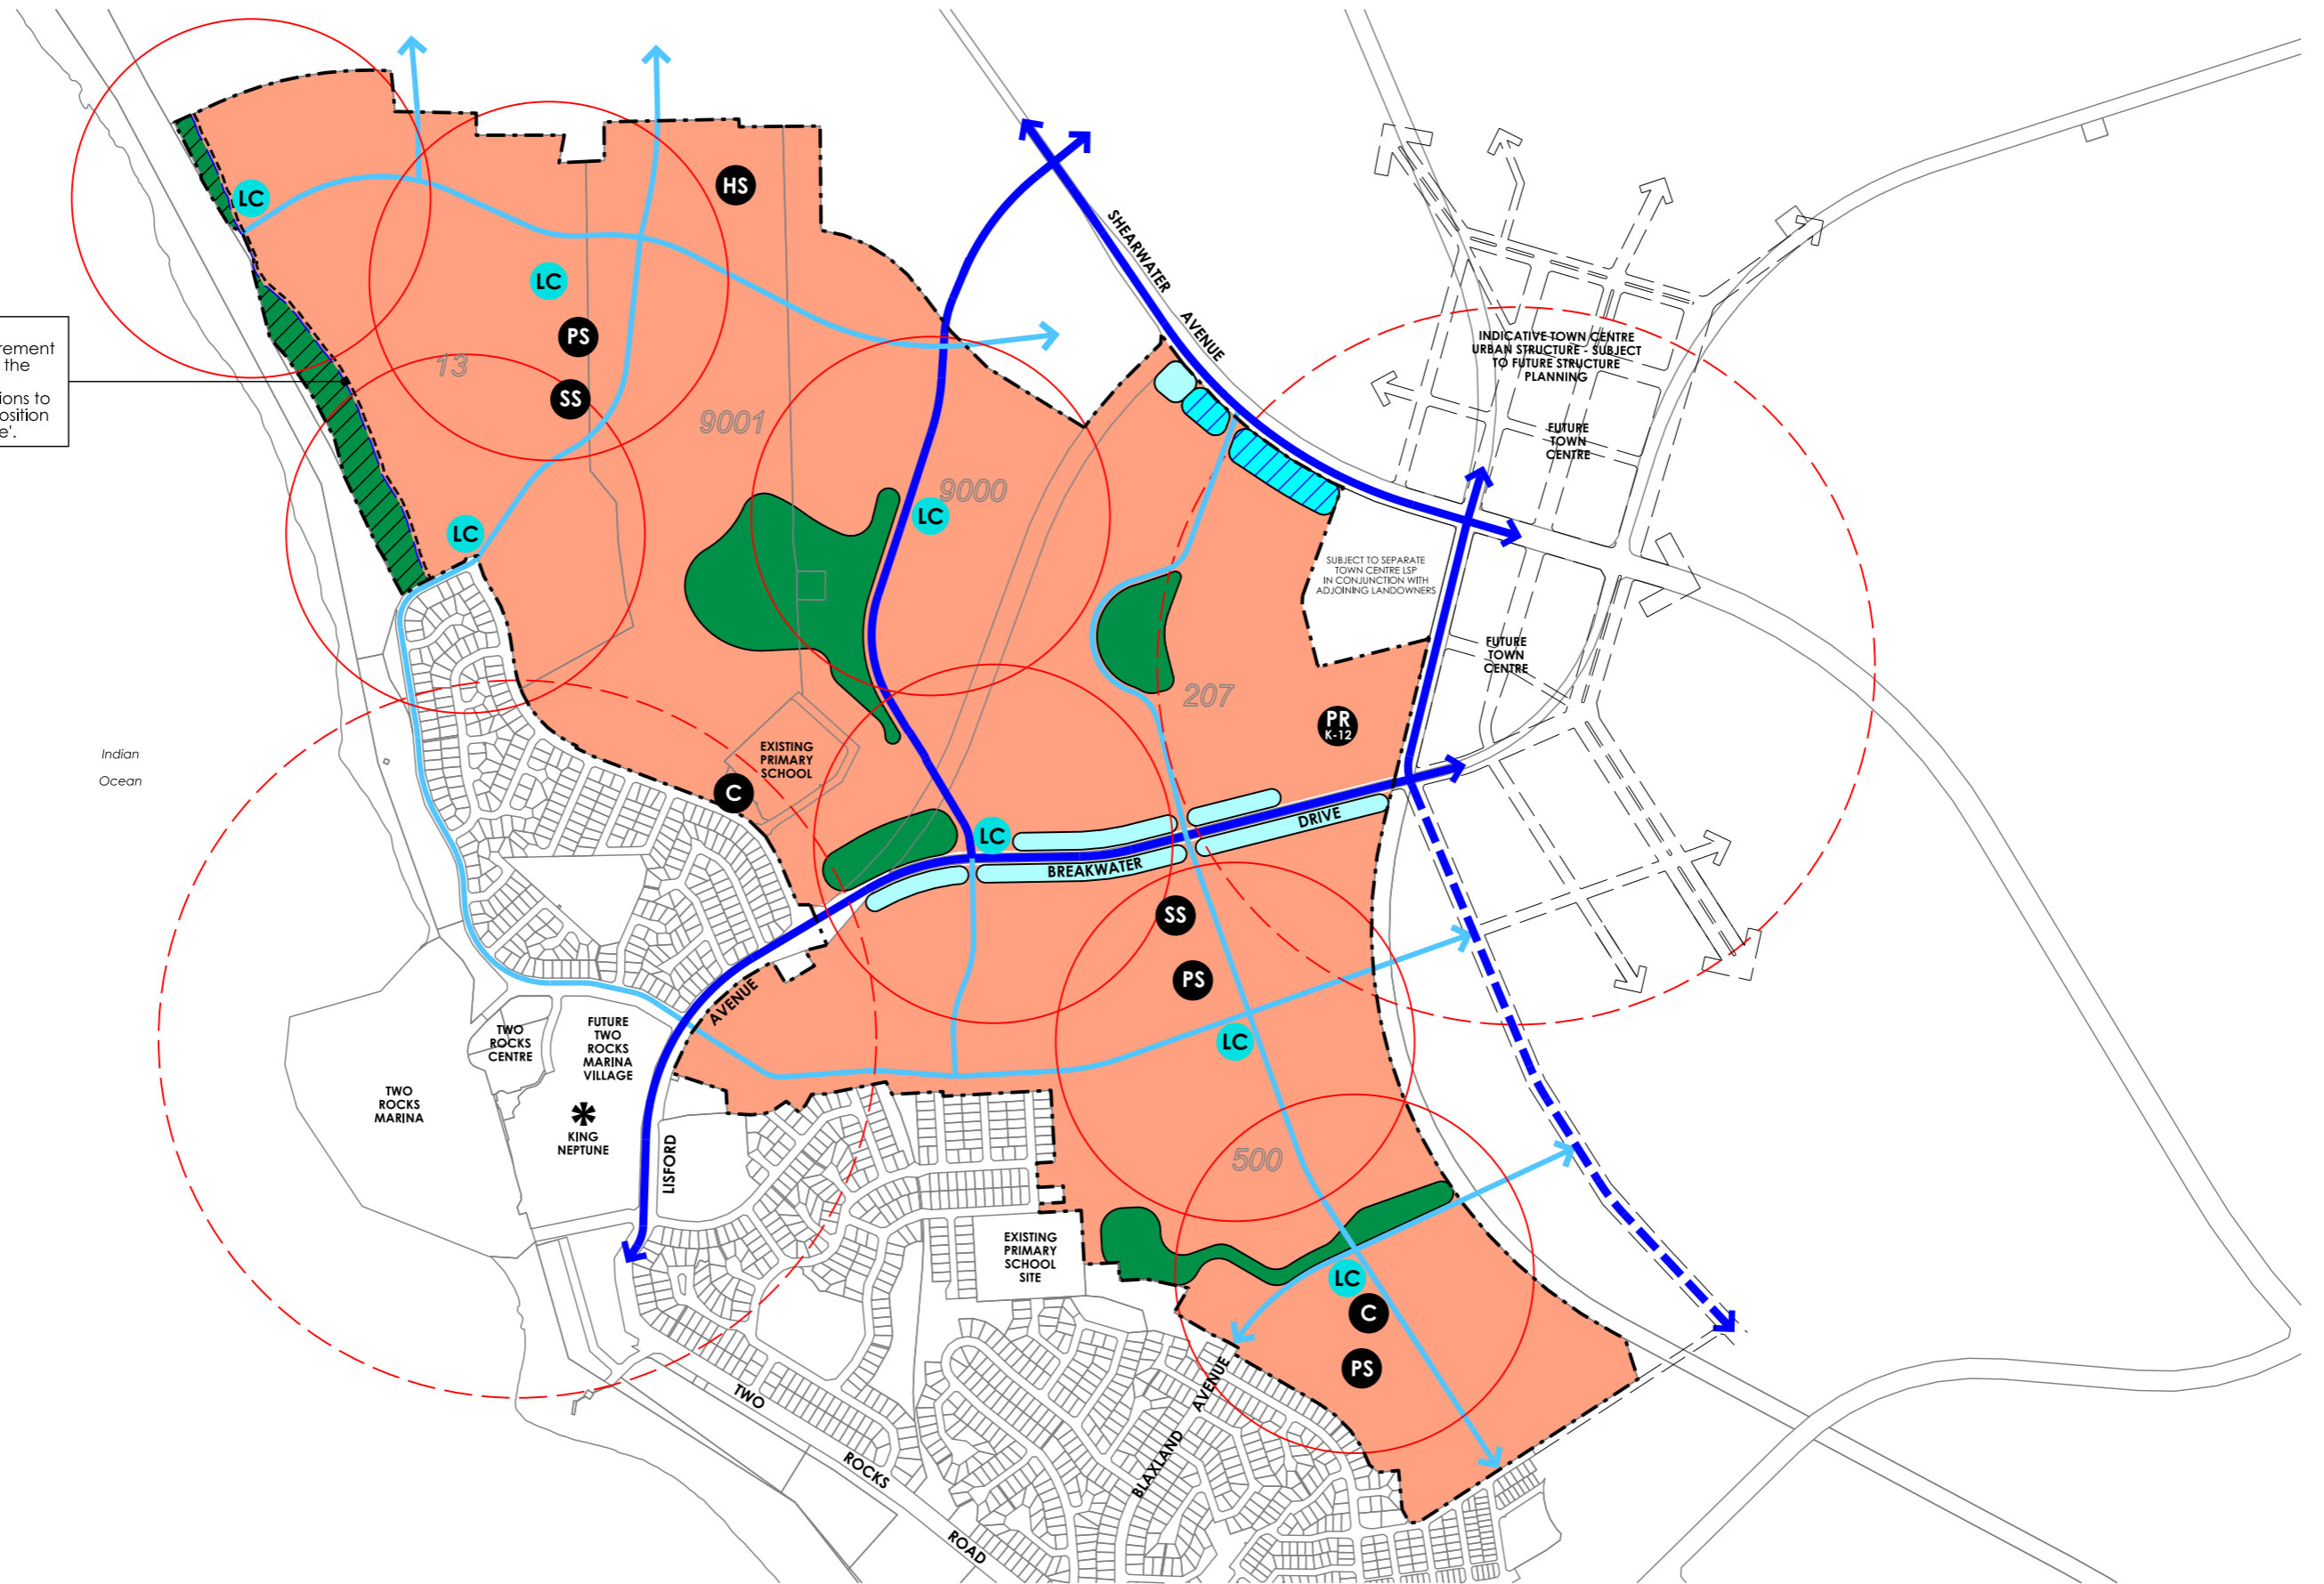 HS
LC
SHEARWATER
AVENUE
LC
PS
13
SS
9001
9000
LC
LC
rement
the
ions to
osition
e'.
INDICATIVE TOWN CENTRE
URBAN STRUCTURE - SUBJECT
TO FUTURE STRUCTURE
PLANNING
FUTURE
TOWN
CENTRE
SUBJECT TO SEPARATE
TOWN CENTRE LSP
IN CONJUNCTION WITH
ADJOINING LANDOWNERS
FUTURE
TOWN
CENTRE
207
PR
K-12
Indian
Ocean
EXISTING
PRIMARY
SCHOOL
C
LC
DRIVE
BREAKWATER
SS
PS
LC
AVENUE
TWO
ROCKS
CENTRE
FUTURE
TWO
ROCKS
MARINA
VILLAGE
TWO
ROCKS
MARINA
KING
NEPTUNE
LISFORD
500
EXISTING
PRIMARY
SCHOOL
SITE
LC
C
PS
TWO
ROCKS
ROAD
BLAXLAND
AVENUE